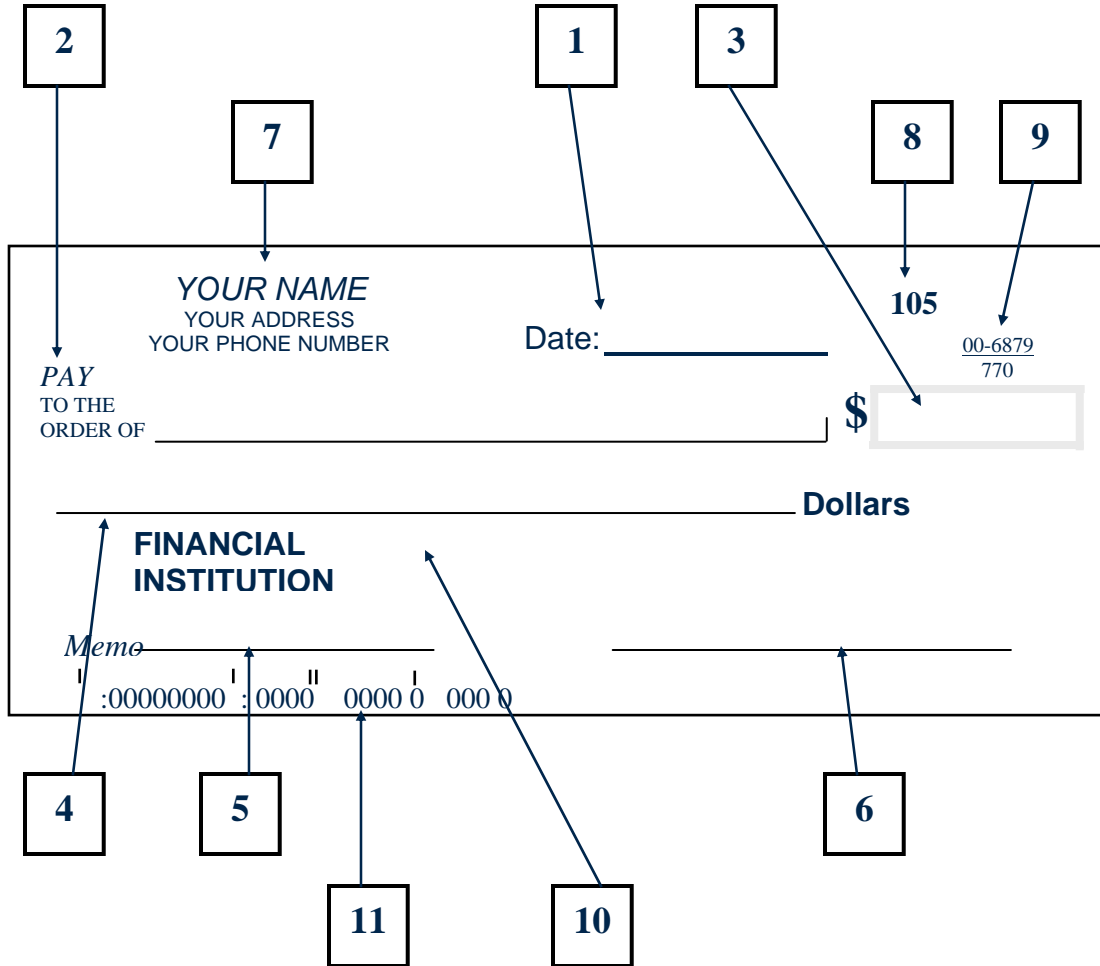 2
1
3
7
8
9
YOUR NAME
YOUR ADDRESS
YOUR PHONE NUMBER
105
Date:
00-6879
770
PAY
TO THE
ORDER OF
$
Dollars
FINANCIAL
INSTITUTION
Memo
:00000000 : 0000 0000 0 000 0
4
5
6
11
10